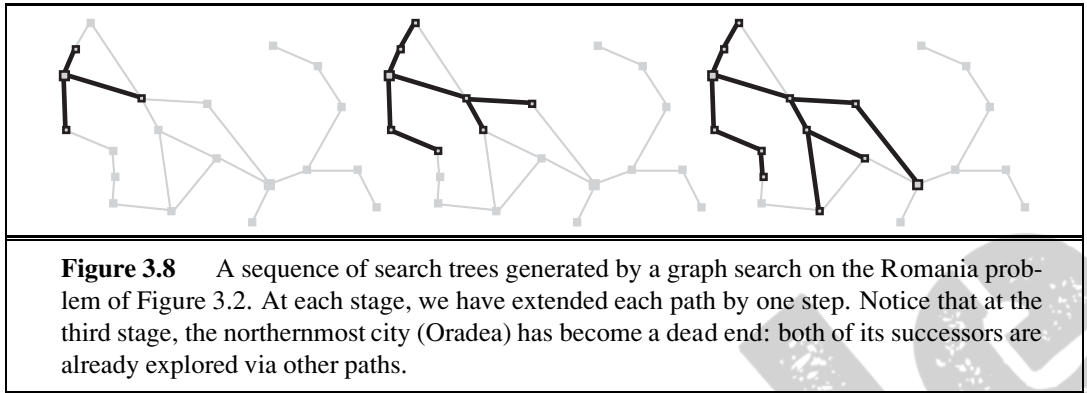 Figure 3.8 A sequence of search trees generated by a graph search on the Romania prob-
lem of Figure 3.2. At each stage, we have extended each path by one step. Notice that at the
third stage, the northernmost city (Oradea) has become a dead end: both of its successors are
already explored via other paths.